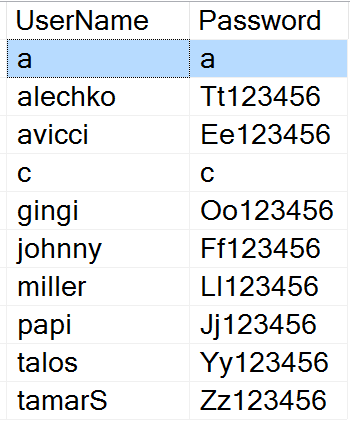 UserName Password
a a
alechko Tt123456
avicci Ee123456
c c
gingi Oo123456
johnny Ff123456
miller Ll123456
papi Jj123456
talos Yy123456
tamarS Zz123456